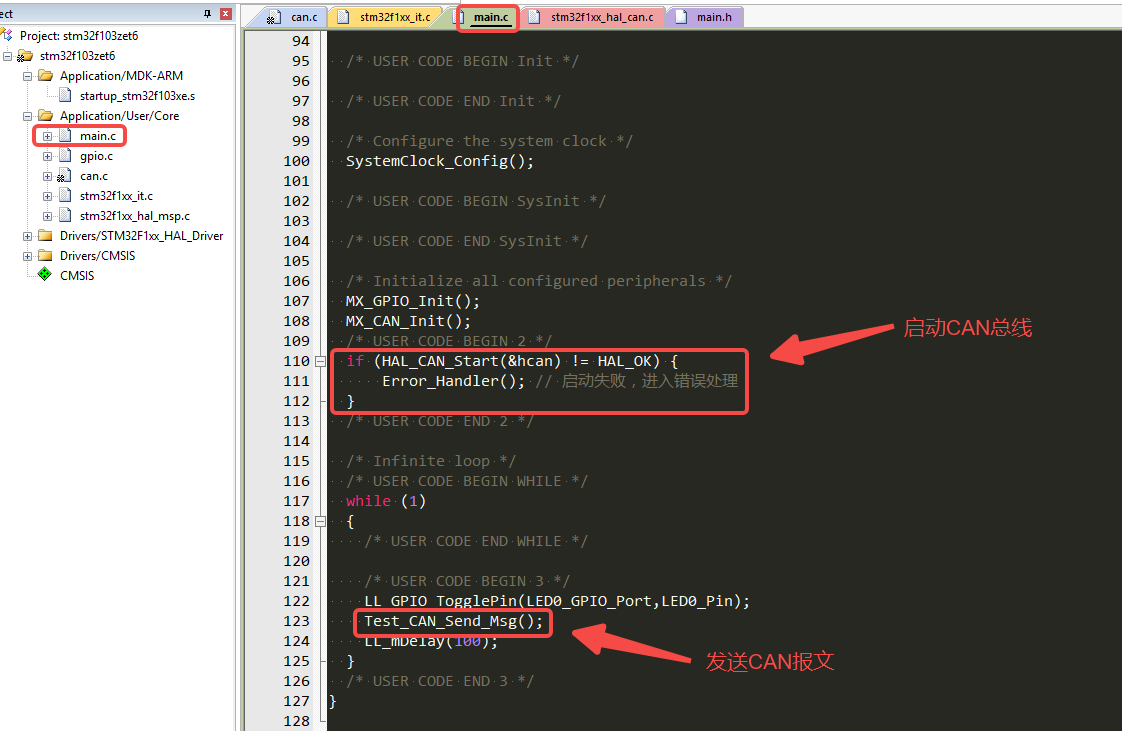 ect
Project: stm32f103zet6
stm32f103zet6
Application/MDK-ARM
startup_stm32f103xe.s
Application/User/Core
main.c
gpio.c
can.c
stm32f1xx_it.c
stm32f1xx_hal_msp.c
Drivers/STM32F1xx_HAL_Driver
Drivers/CMSIS
CMSIS
can.c stm32f1xx_it.c main.c stm32f1xx_hal_can.c main.h
94
95 /* USER CODE BEGIN Init */
96
97 /* USER CODE END Init */
98
99 /* Configure the system clock */
100 SystemClock_Config();
101
102 /* USER CODE BEGIN SysInit */
103
104 /* USER CODE END SysInit */
105
106 /* Initialize all configured peripherals */
107 MX_GPIO_Init();
108 MX_CAN_Init();
109 /* USER CODE BEGIN 2 */
110 if (HAL_CAN_Start(&hcan) != HAL_OK) {
111 Error_Handler(); // 启动失败，进入错误处理
112 }
113 /* USER CODE END 2 */
114
115 /* Infinite loop */
116 /* USER CODE BEGIN WHILE */
117 while (1)
118 {
119 /* USER CODE END WHILE */
120
121 /* USER CODE BEGIN 3 */
122 LL_GPIO_TogglePin(LED0_GPIO_Port,LED0_Pin);
123 Test_CAN_Send_Msg();
124 LL_mDelay(100);
125 }
126 /* USER CODE END 3 */
127 }
128
启动CAN总线
发送CAN报文